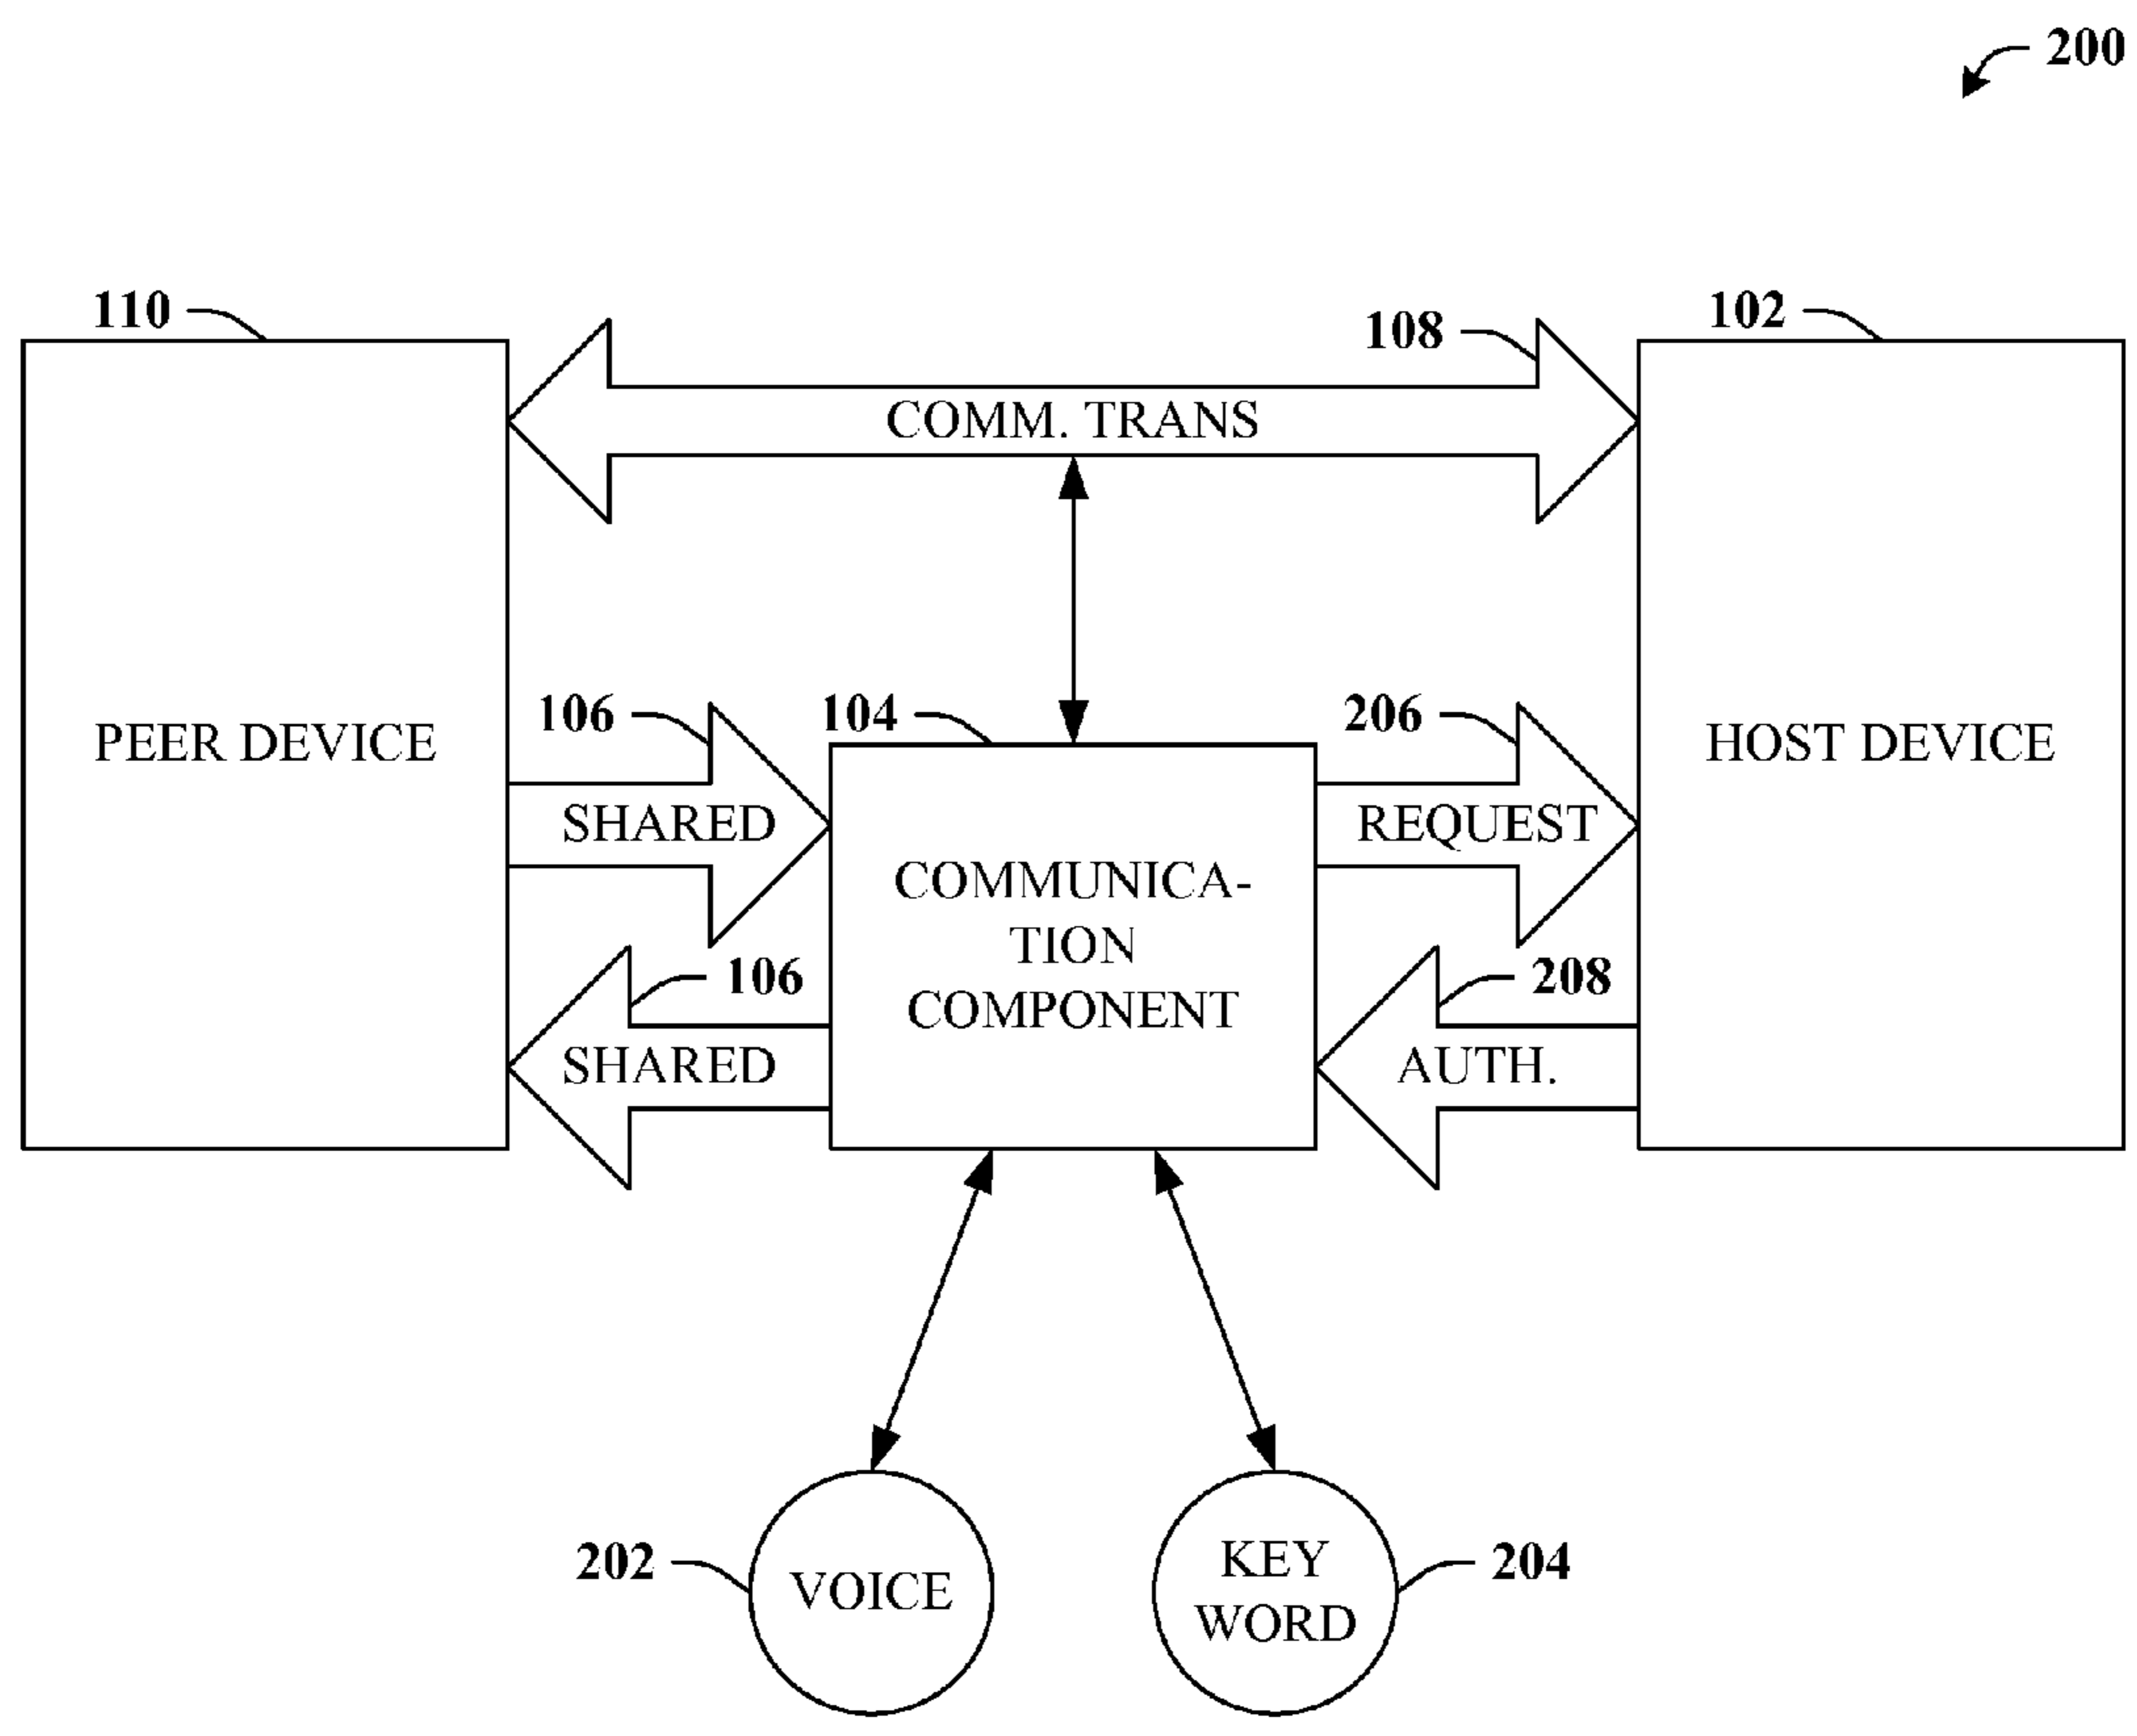 200
110
108
102
COMM. TRANS
106
104
206
PEER DEVICE
HOST DEVICE
SHARED
REQUEST
COMMUNICA-
TION
COMPONENT
106
208
SHARED
AUTH.
202
VOICE
KEY
WORD
204